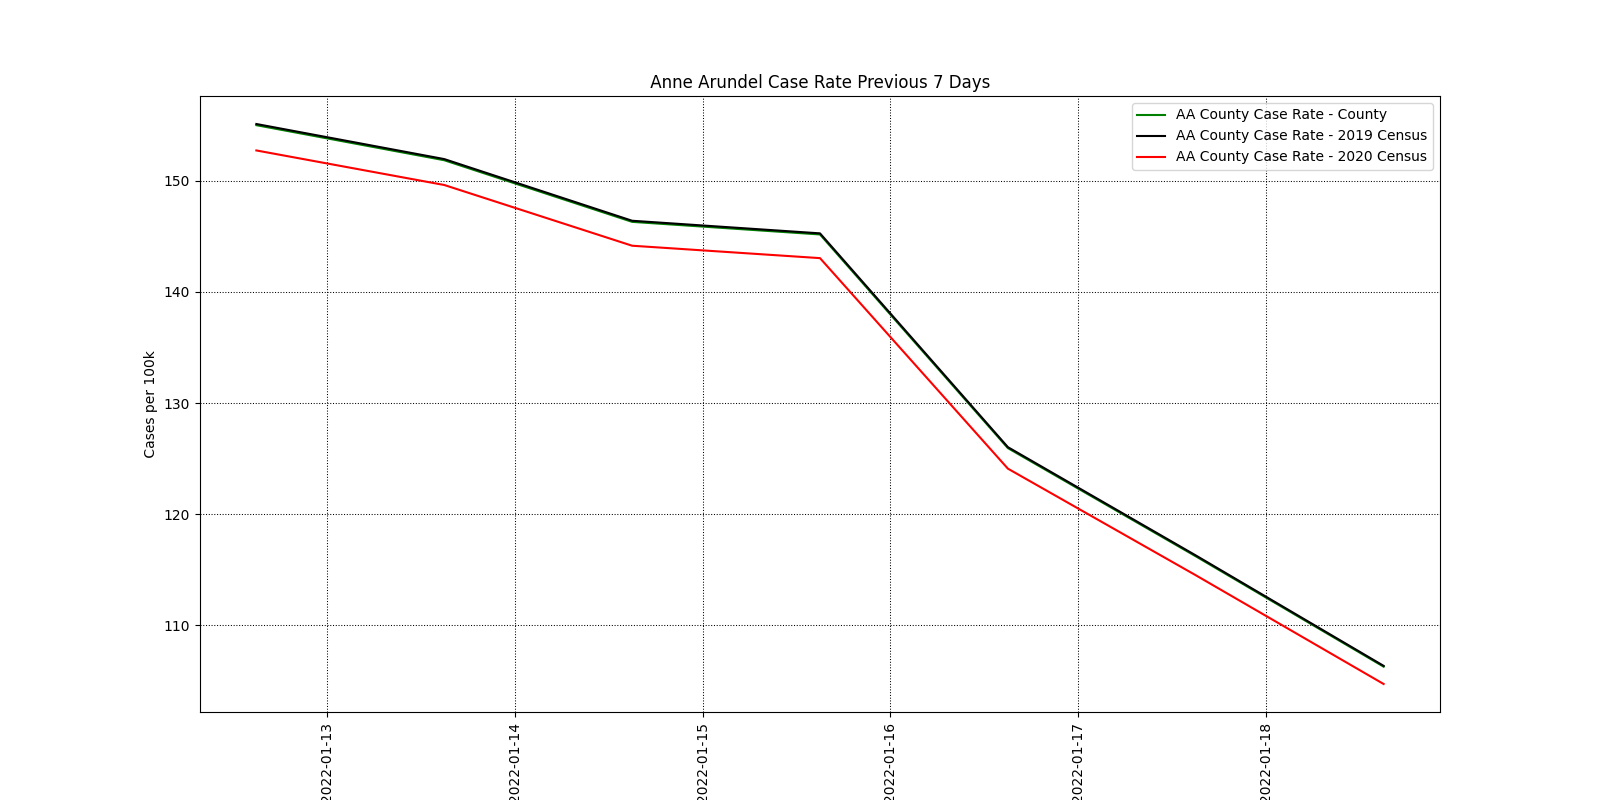 Anne Arundel Case Rate Previous 7 Days
AA County Case Rate - County
AA County Case Rate - 2019 Census
AA County Case Rate - 2020 Census
150
140
130
120
110
Cases per 100k
2022-01-13
2022-01-14
2022-01-15
2022-01-16
2022-01-17
2022-01-18